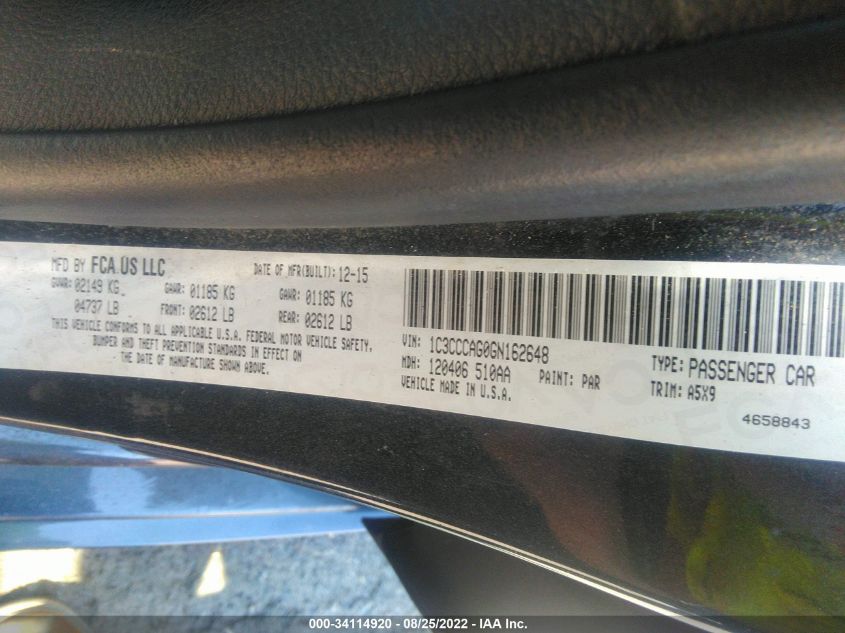 MFD BY FCA US LLC
DATE OF MFR(BUILT): 12-15
GVWR: 02149 KG
04737 LB
GAWR: 01185 KG
FRONT: 02612 LB
GAWR: 01185 KG
REAR: 02612 LB
THIS VEHICLE CONFORMS TO ALL APPLICABLE U.S.A. FEDERAL MOTOR VEHICLE SAFETY,
BUMPER AND THEFT PREVENTION STANDARDS IN EFFECT ON
THE DATE OF MANUFACTURE SHOWN ABOVE.
VIN: 1C3CCCAG0GN162648
MDH: 120406 510AA
PAINT: PAR
VEHICLE MADE IN U.S.A.
TYPE: PASSENGER CAR
TRIM: A5X9
4658843
000-34114920 - 08/25/2022 - IAA Inc.